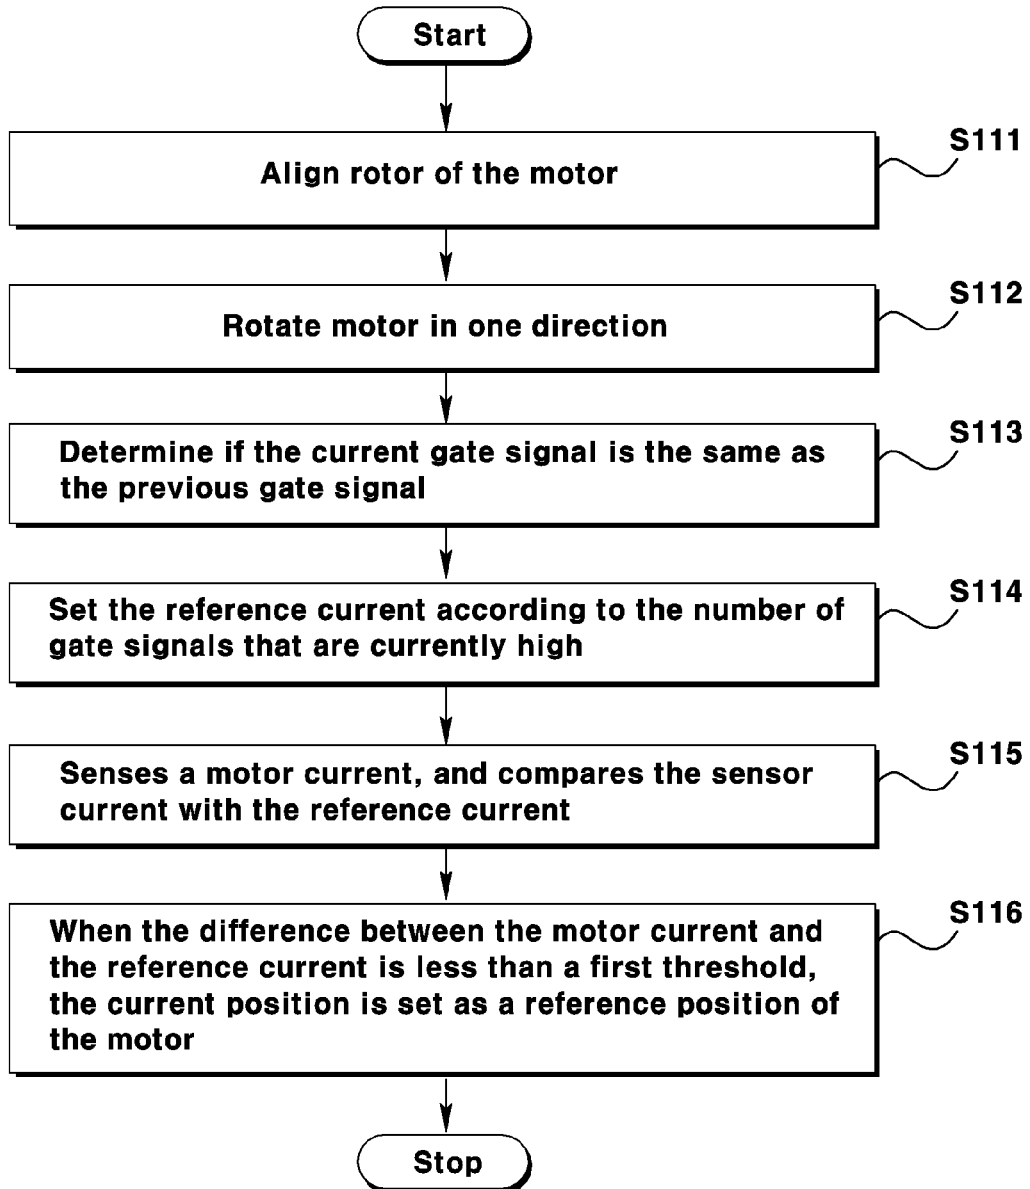 Start
Align rotor of the motor
S111
Rotate motor in one direction
S112
Determine if the current gate signal is the same as
the previous gate signal
S113
Set the reference current according to the number of
gate signals that are currently high
S114
Senses a motor current, and compares the sensor
current with the reference current
S115
When the difference between the motor current and
the reference current is less than a first threshold,
the current position is set as a reference position of
the motor
S116
Stop